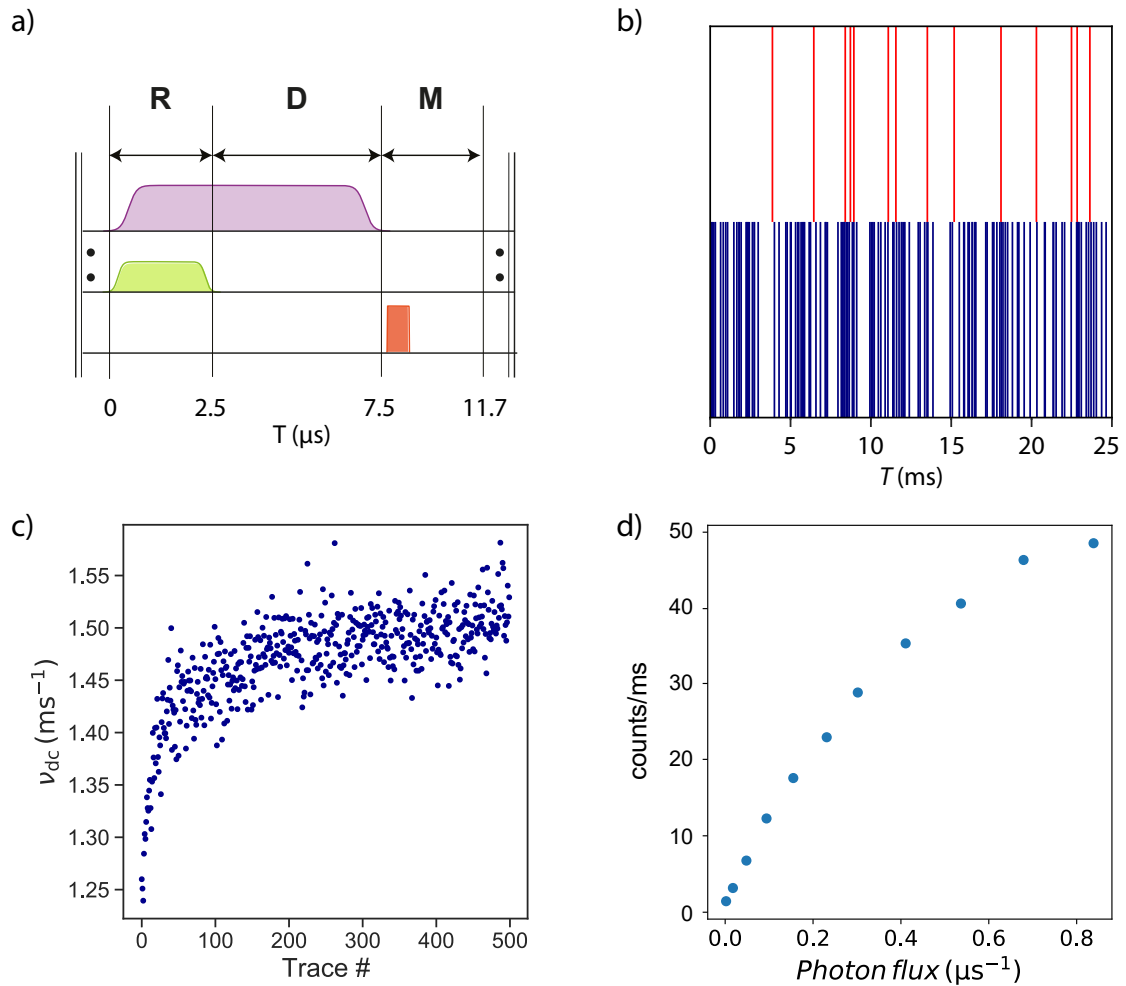 a)
R D M
0 2.5 7.5 11.7
T (μs)
b)
0 5 10 15 20 25
T (ms)
c)
1.55
1.50
1.45
1.40
1.35
1.30
1.25
ν_dc (ms⁻¹)
0 100 200 300 400 500
Trace #
d)
50
40
30
20
10
0
counts/ms
0.0 0.2 0.4 0.6 0.8
Photon flux (μs⁻¹)